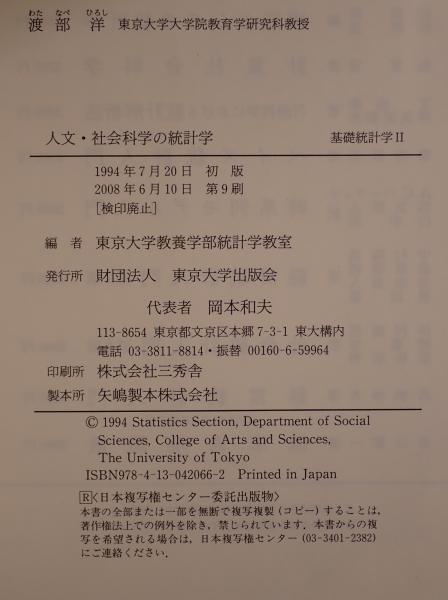 わた なべ ひろし
渡部 洋 東京大学大学院教育学研究科教授
人文・社会科学の統計学 基礎統計学Ⅱ
1994年7月20日 初版
2008年6月10日 第9刷
[検印廃止]
編者 東京大学教養学部統計学教室
発行所 財団法人 東京大学出版会
代表者 岡本和夫
113-8654 東京都文京区本郷7-3-1 東大構内
電話 03-3811-8814・振替 00160-6-59964
印刷所 株式会社三秀舎
製本所 矢嶋製本株式会社
© 1994 Statistics Section, Department of Social
Sciences, College of Arts and Sciences,
The University of Tokyo
ISBN978-4-13-042066-2 Printed in Japan
R〈日本複写権センター委託出版物〉
本書の全部または一部を無断で複写複製(コピー)することは,
著作権法上での例外を除き,禁じられています.本書からの複
写を希望される場合は,日本複写権センター(03-3401-2382)
にご連絡ください.